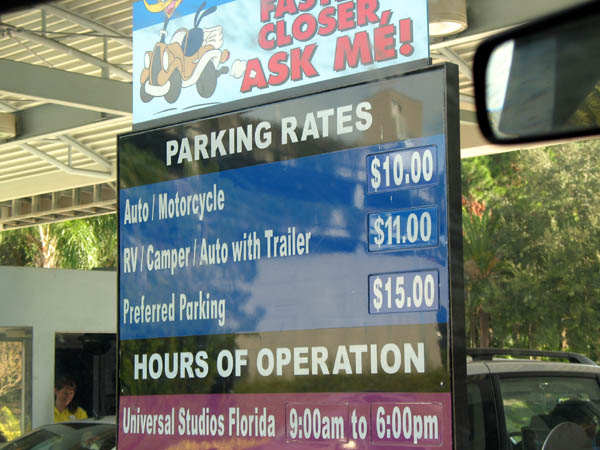 CLOSER,
ASK ME!
PARKING RATES
Auto / Motorcycle $10.00
RV / Camper / Auto with Trailer $11.00
Preferred Parking $15.00
HOURS OF OPERATION
Universal Studios Florida 9:00am to 6:00pm